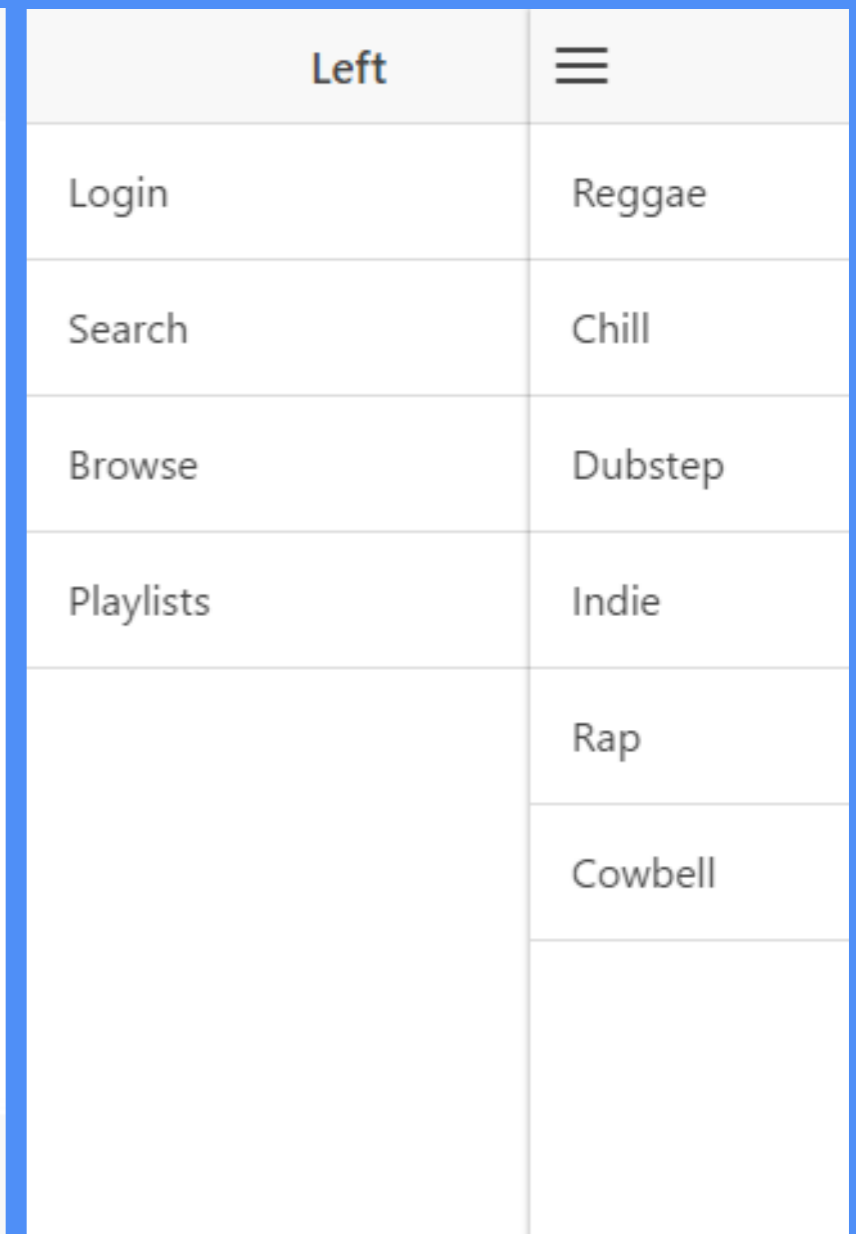 Left
Login
Search
Browse
Playlists
Reggae
Chill
Dubstep
Indie
Rap
Cowbell